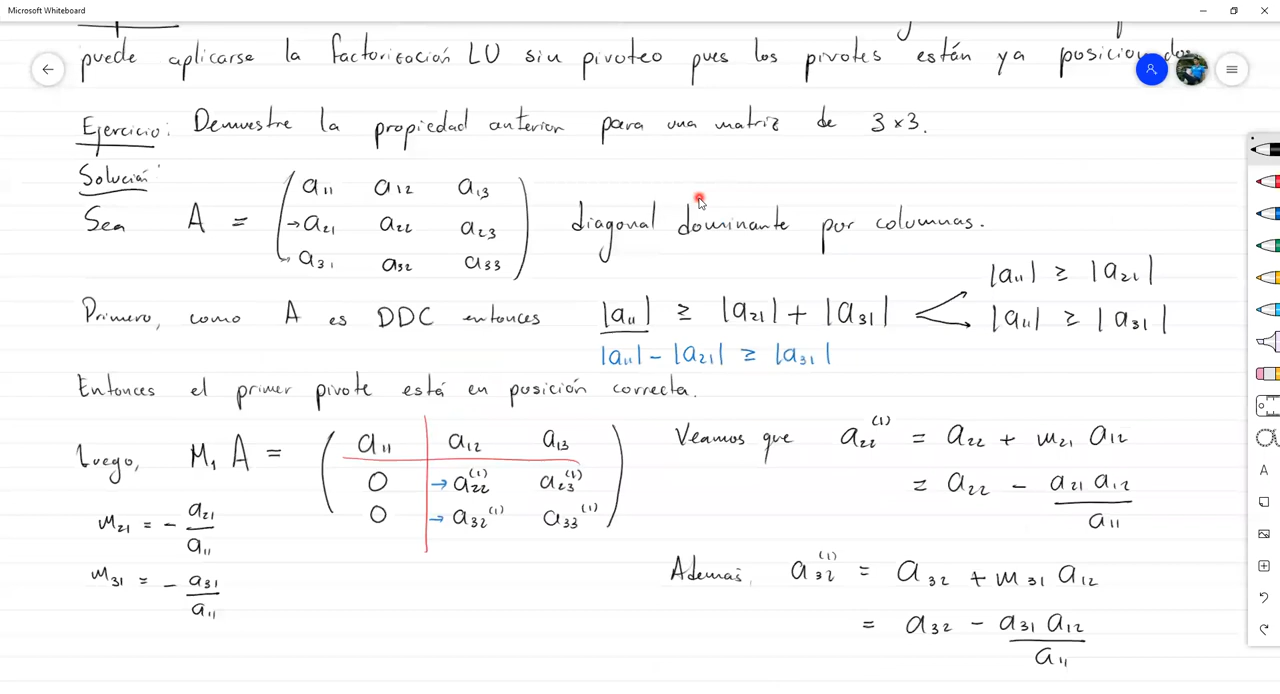 Microsoft Whiteboard
puede aplicarse la factorización LU sin pivoteo pues los pivotes están ya
Ejercicio: Demuestre la propiedad anterior para una matriz de 3×3.
Solución:
Sea A = ( a₁₁ a₁₂ a₁₃
→a₂₁ a₂₂ a₂₃
a₃₁ a₃₂ a₃₃ ) diagonal dominante por columnas.
Primero, como A es DDC entonces |a₁₁| ≥ |a₂₁| + |a₃₁|
|a₁₁| ≥ |a₂₁|
|a₁₁| ≥ |a₃₁|
|a₁₁| - |a₂₁| ≥ |a₃₁|
Entonces el primer pivote está en posición correcta.
Luego, M₁ A = ( a₁₁ a₁₂ a₁₃
0 → a₂₂⁽¹⁾ a₂₃⁽¹⁾
0 → a₃₂⁽¹⁾ a₃₃⁽¹⁾ )
m₂₁ = - a₂₁ / a₁₁
m₃₁ = - a₃₁ / a₁₁
Veamos que a₂₂⁽¹⁾ = a₂₂ + m₂₁ a₁₂
= a₂₂ - a₂₁ a₁₂ / a₁₁
Además, a₃₂⁽¹⁾ = a₃₂ + m₃₁ a₁₂
= a₃₂ - a₃₁ a₁₂ / a₁₁
A